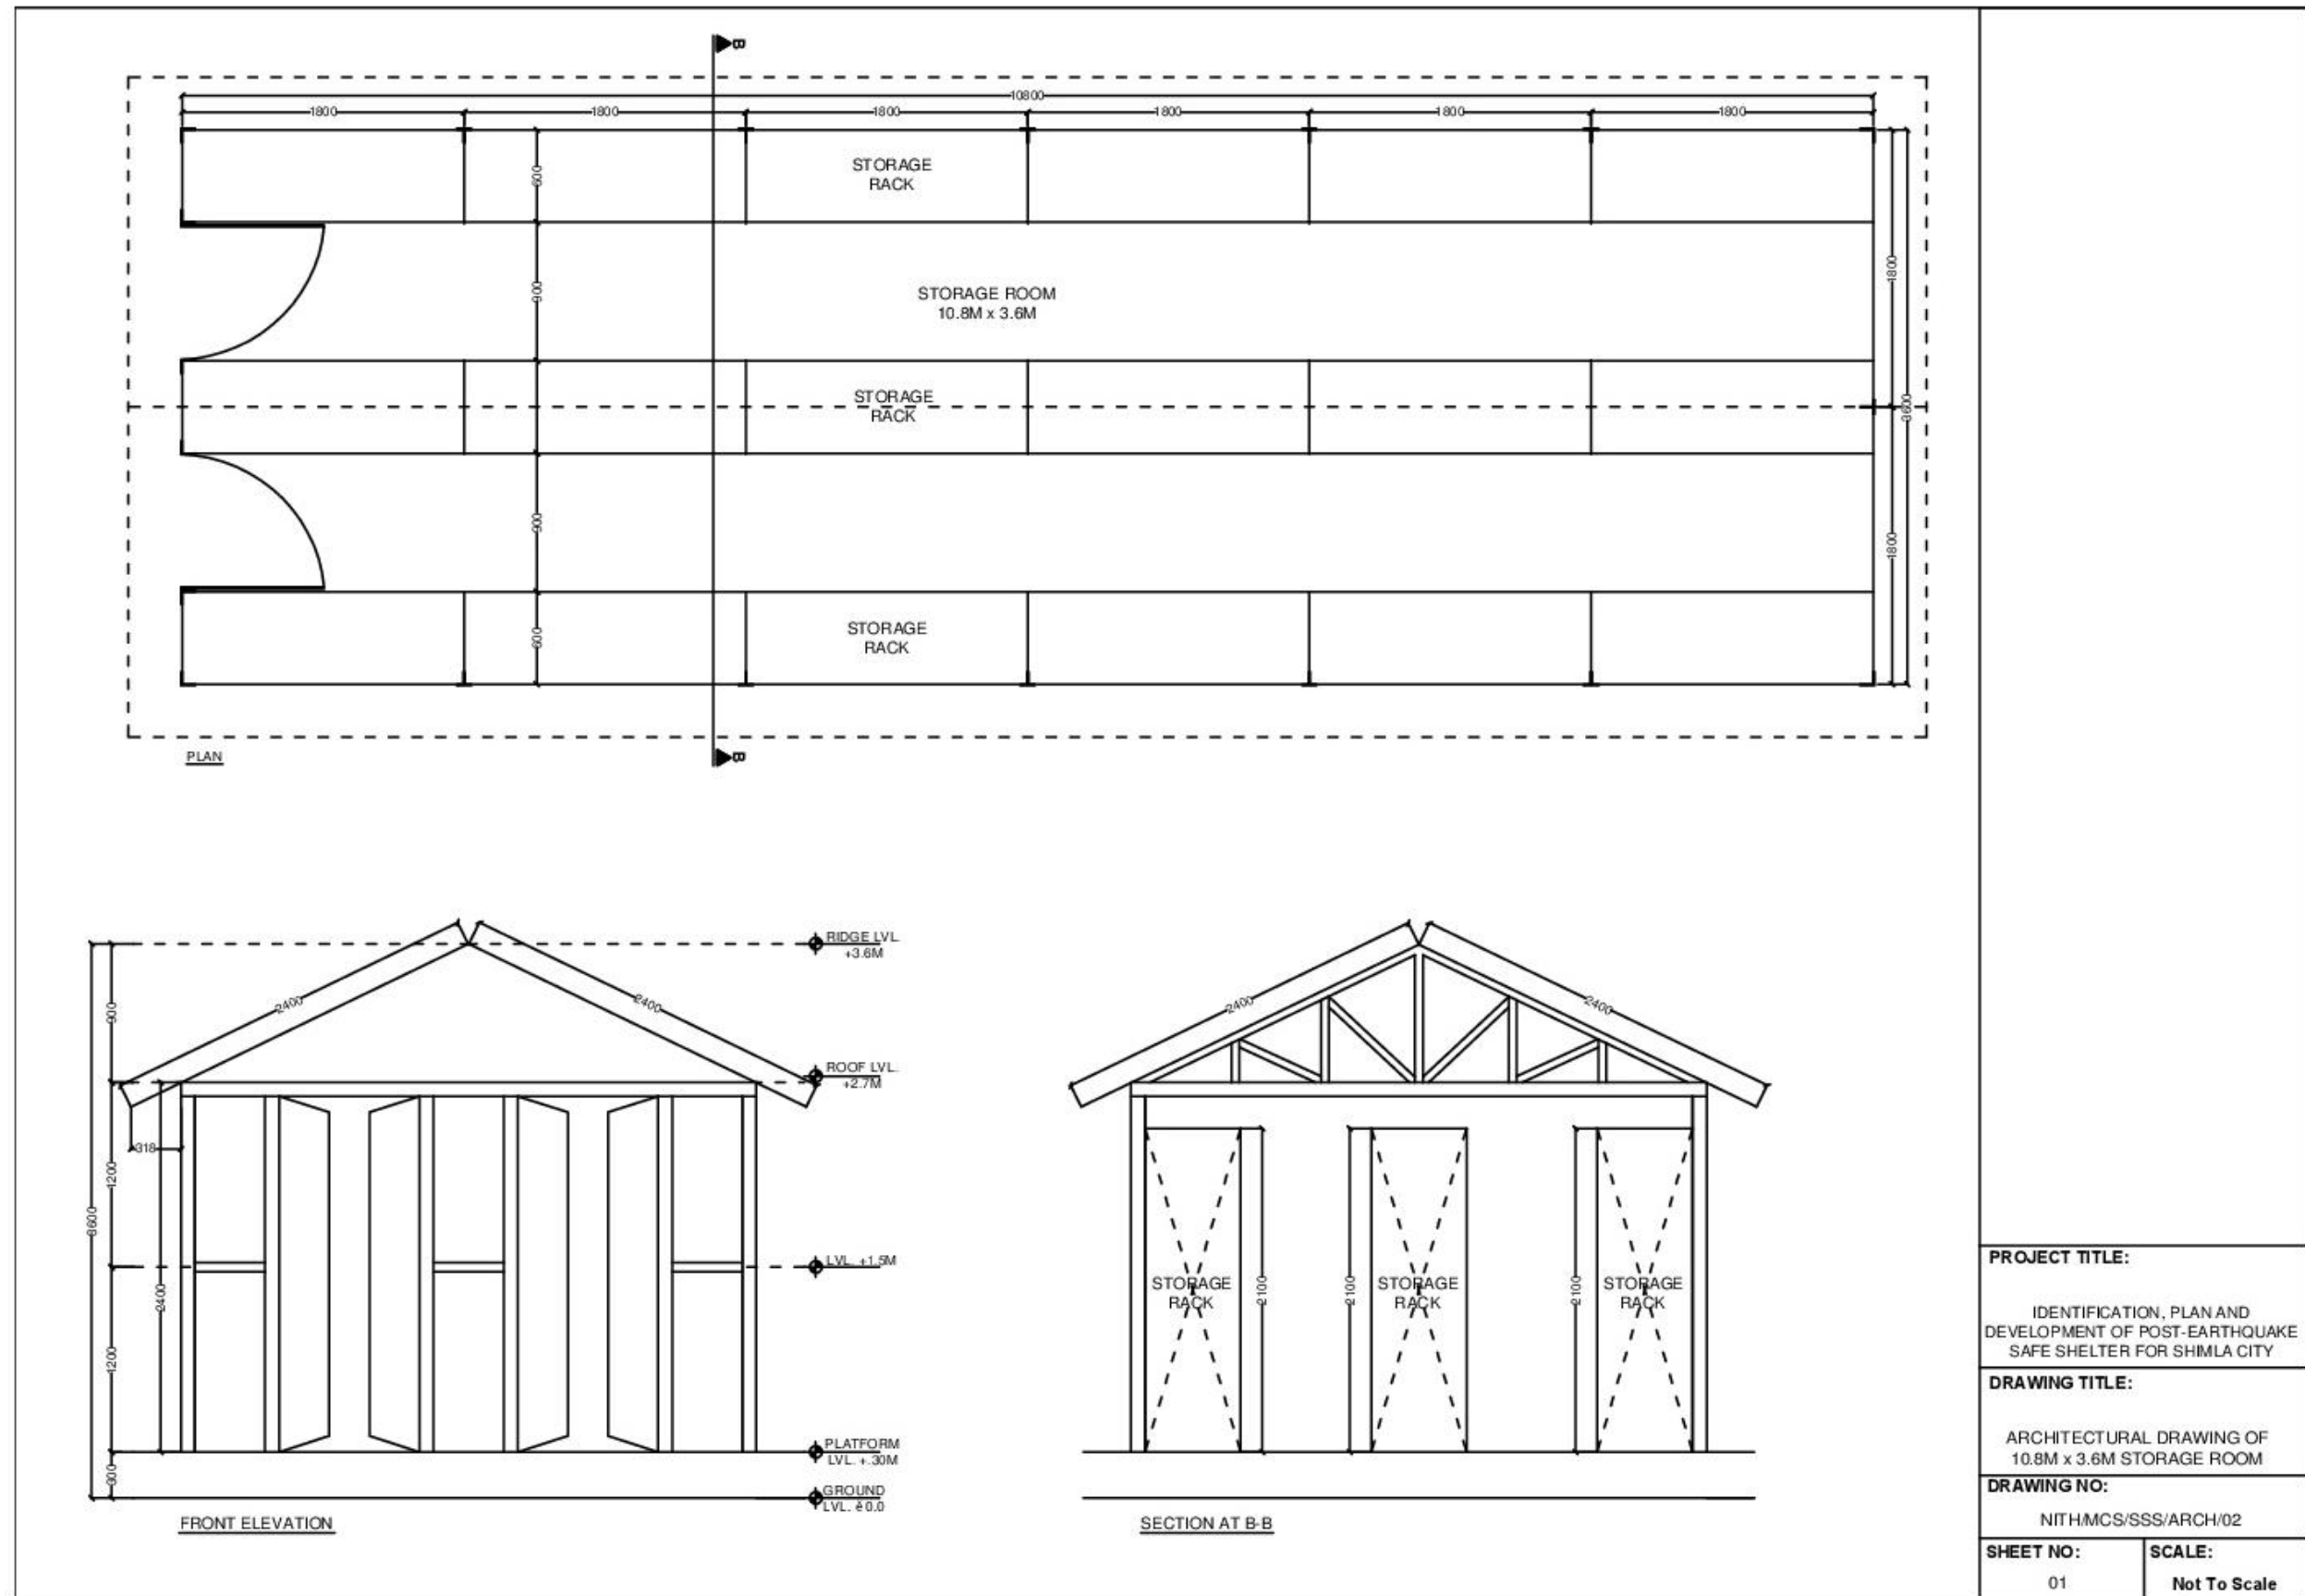 B
10800
1800
1800
1800
1800
1800
1800
STORAGE
RACK
600
900
STORAGE ROOM
10.8M x 3.6M
1800
STORAGE
RACK
3600
900
1800
STORAGE
RACK
600
PLAN
B
RIDGE LVL.
+3.6M
2400
2400
900
ROOF LVL.
+2.7M
318
1200
3600
LVL. +1.5M
2400
1200
PLATFORM
LVL. +.30M
300
GROUND
LVL. è0.0
FRONT ELEVATION
2400
2400
STORAGE
RACK
2100
2100
STORAGE
RACK
2100
STORAGE
RACK
SECTION AT B-B
PROJECT TITLE:
IDENTIFICATION, PLAN AND
DEVELOPMENT OF POST-EARTHQUAKE
SAFE SHELTER FOR SHIMLA CITY
DRAWING TITLE:
ARCHITECTURAL DRAWING OF
10.8M x 3.6M STORAGE ROOM
DRAWING NO:
NITH/MCS/SSS/ARCH/02
SHEET NO:
01
SCALE:
Not To Scale